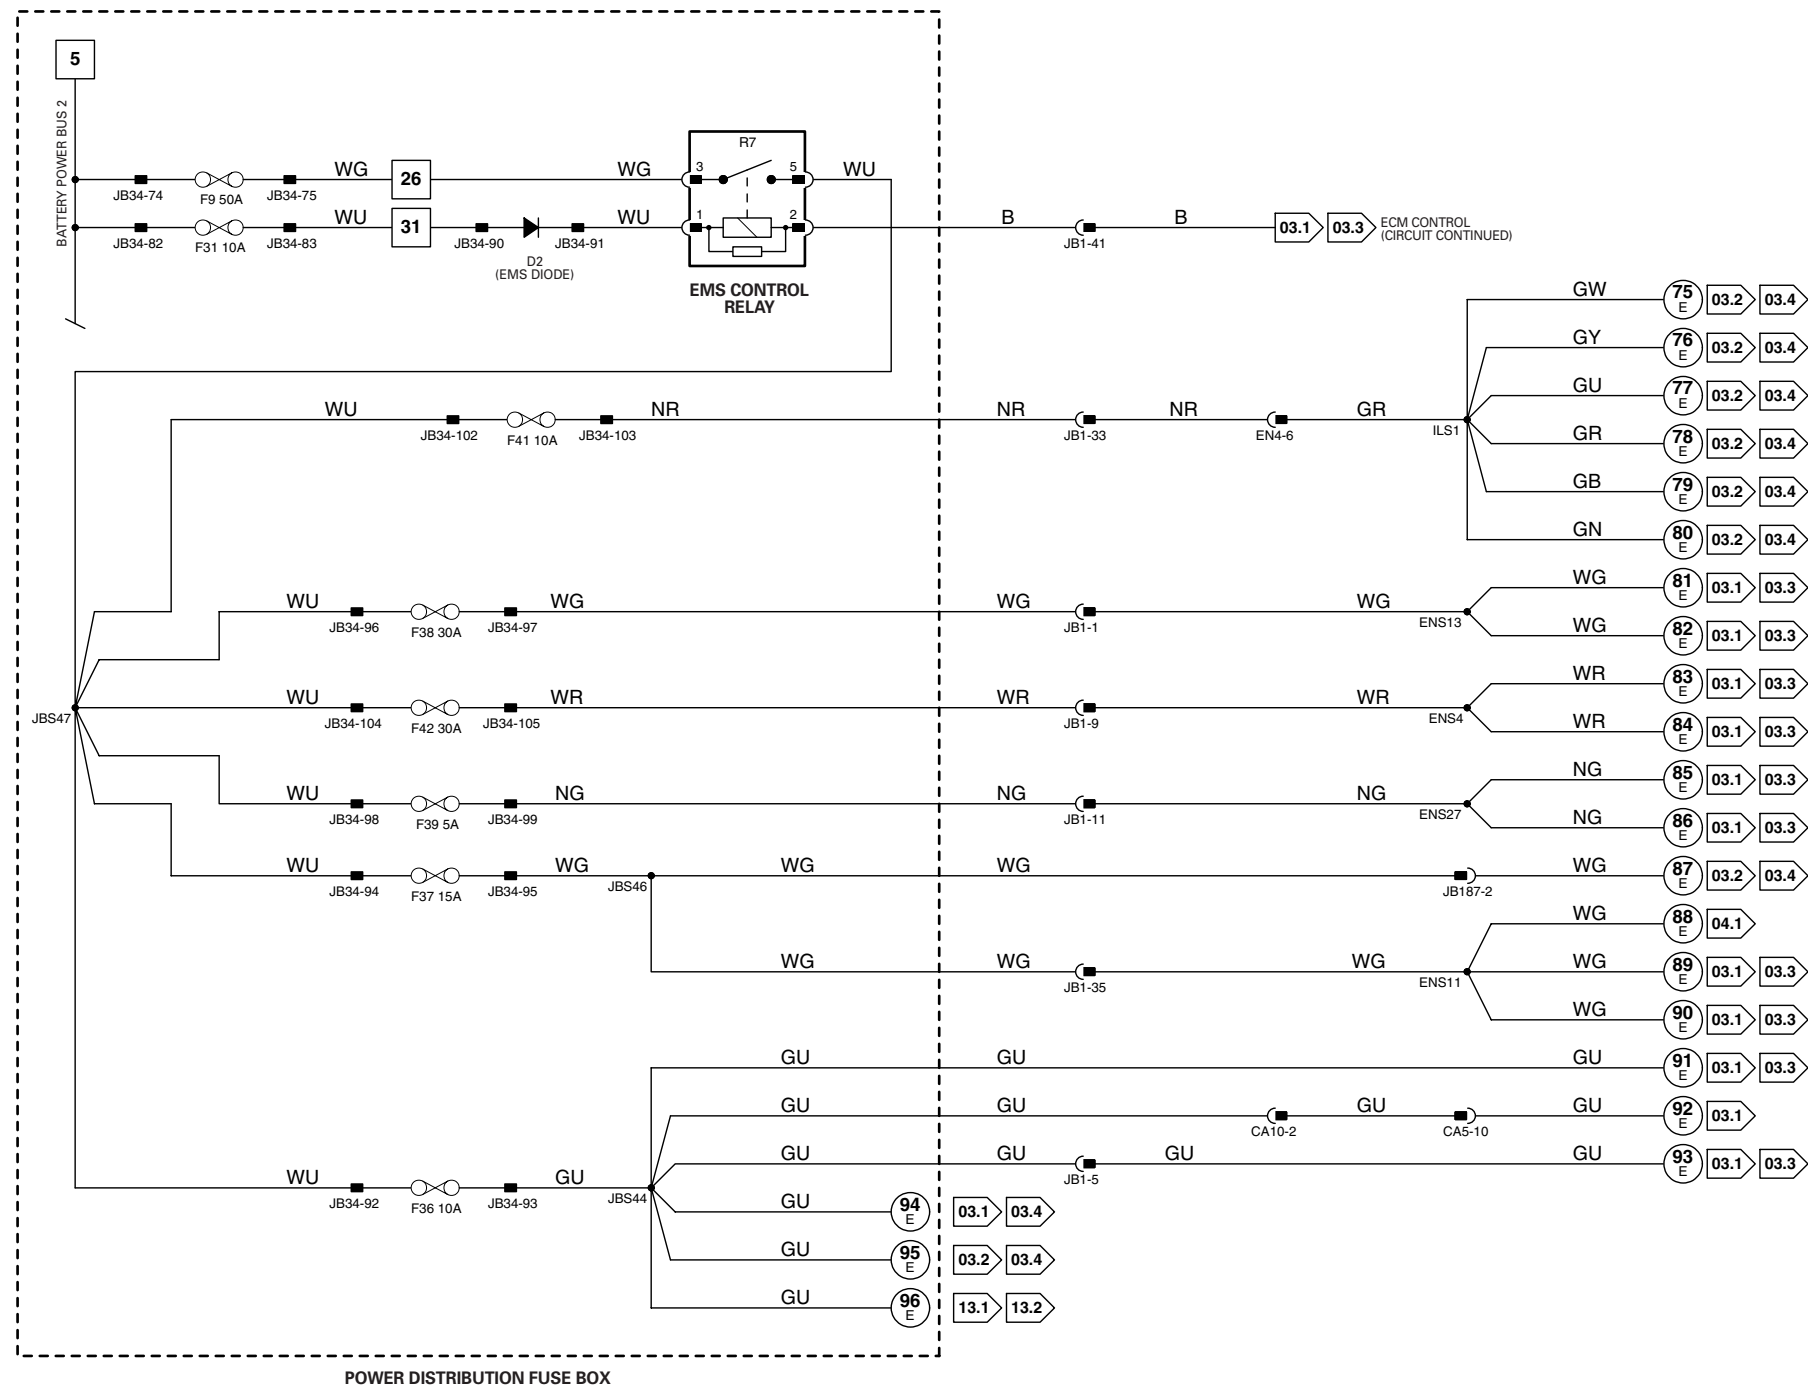 5
BATTERY POWER BUS 2
R7
3 5
WG 26 WG WU
JB34-74 F9 50A JB34-75
1 2
WU 31 WU B B
JB34-82 F31 10A JB34-83 JB34-90 JB34-91 JB1-41
03.1 03.3 ECM CONTROL
(CIRCUIT CONTINUED)
D2
(EMS DIODE)
EMS CONTROL
RELAY
GW 75 E 03.2 03.4
GY 76 E 03.2 03.4
GU 77 E 03.2 03.4
WU NR NR NR GR
JB34-102 F41 10A JB34-103 JB1-33 EN4-6 ILS1
GR 78 E 03.2 03.4
GB 79 E 03.2 03.4
GN 80 E 03.2 03.4
WG 81 E 03.1 03.3
WU WG WG WG
JB34-96 F38 30A JB34-97 JB1-1 ENS13
WG 82 E 03.1 03.3
WR 83 E 03.1 03.3
WU WR WR WR
JBS47 JB34-104 F42 30A JB34-105 JB1-9 ENS4
WR 84 E 03.1 03.3
NG 85 E 03.1 03.3
WU NG NG NG
JB34-98 F39 5A JB34-99 JB1-11 ENS27
NG 86 E 03.1 03.3
WU WG WG WG WG 87 E 03.2 03.4
JB34-94 F37 15A JB34-95 JBS46 JB187-2
WG 88 E 04.1
WG WG WG WG 89 E 03.1 03.3
JB1-35 ENS11
WG 90 E 03.1 03.3
GU GU GU 91 E 03.1 03.3
GU GU GU GU 92 E 03.1
CA10-2 CA5-10
GU GU GU GU 93 E 03.1 03.3
JB1-5
WU GU
JB34-92 F36 10A JB34-93 JBS44
GU 94 E 03.1 03.4
GU 95 E 03.2 03.4
GU 96 E 13.1 13.2
POWER DISTRIBUTION FUSE BOX